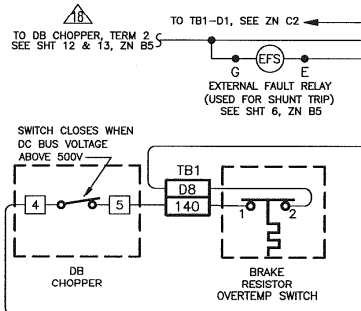 18
TO DB CHOPPER, TERM 2
SEE SHT 12 & 13, ZN B5
TO TB1-D1, SEE ZN C2
EFS
G
E
EXTERNAL FAULT RELAY
(USED FOR SHUNT TRIP)
SEE SHT 6, ZN B5
SWITCH CLOSES WHEN
DC BUS VOLTAGE
ABOVE 500V
TB1
D8
4
5
140
1
2
DB
CHOPPER
BRAKE
RESISTOR
OVERTEMP SWITCH